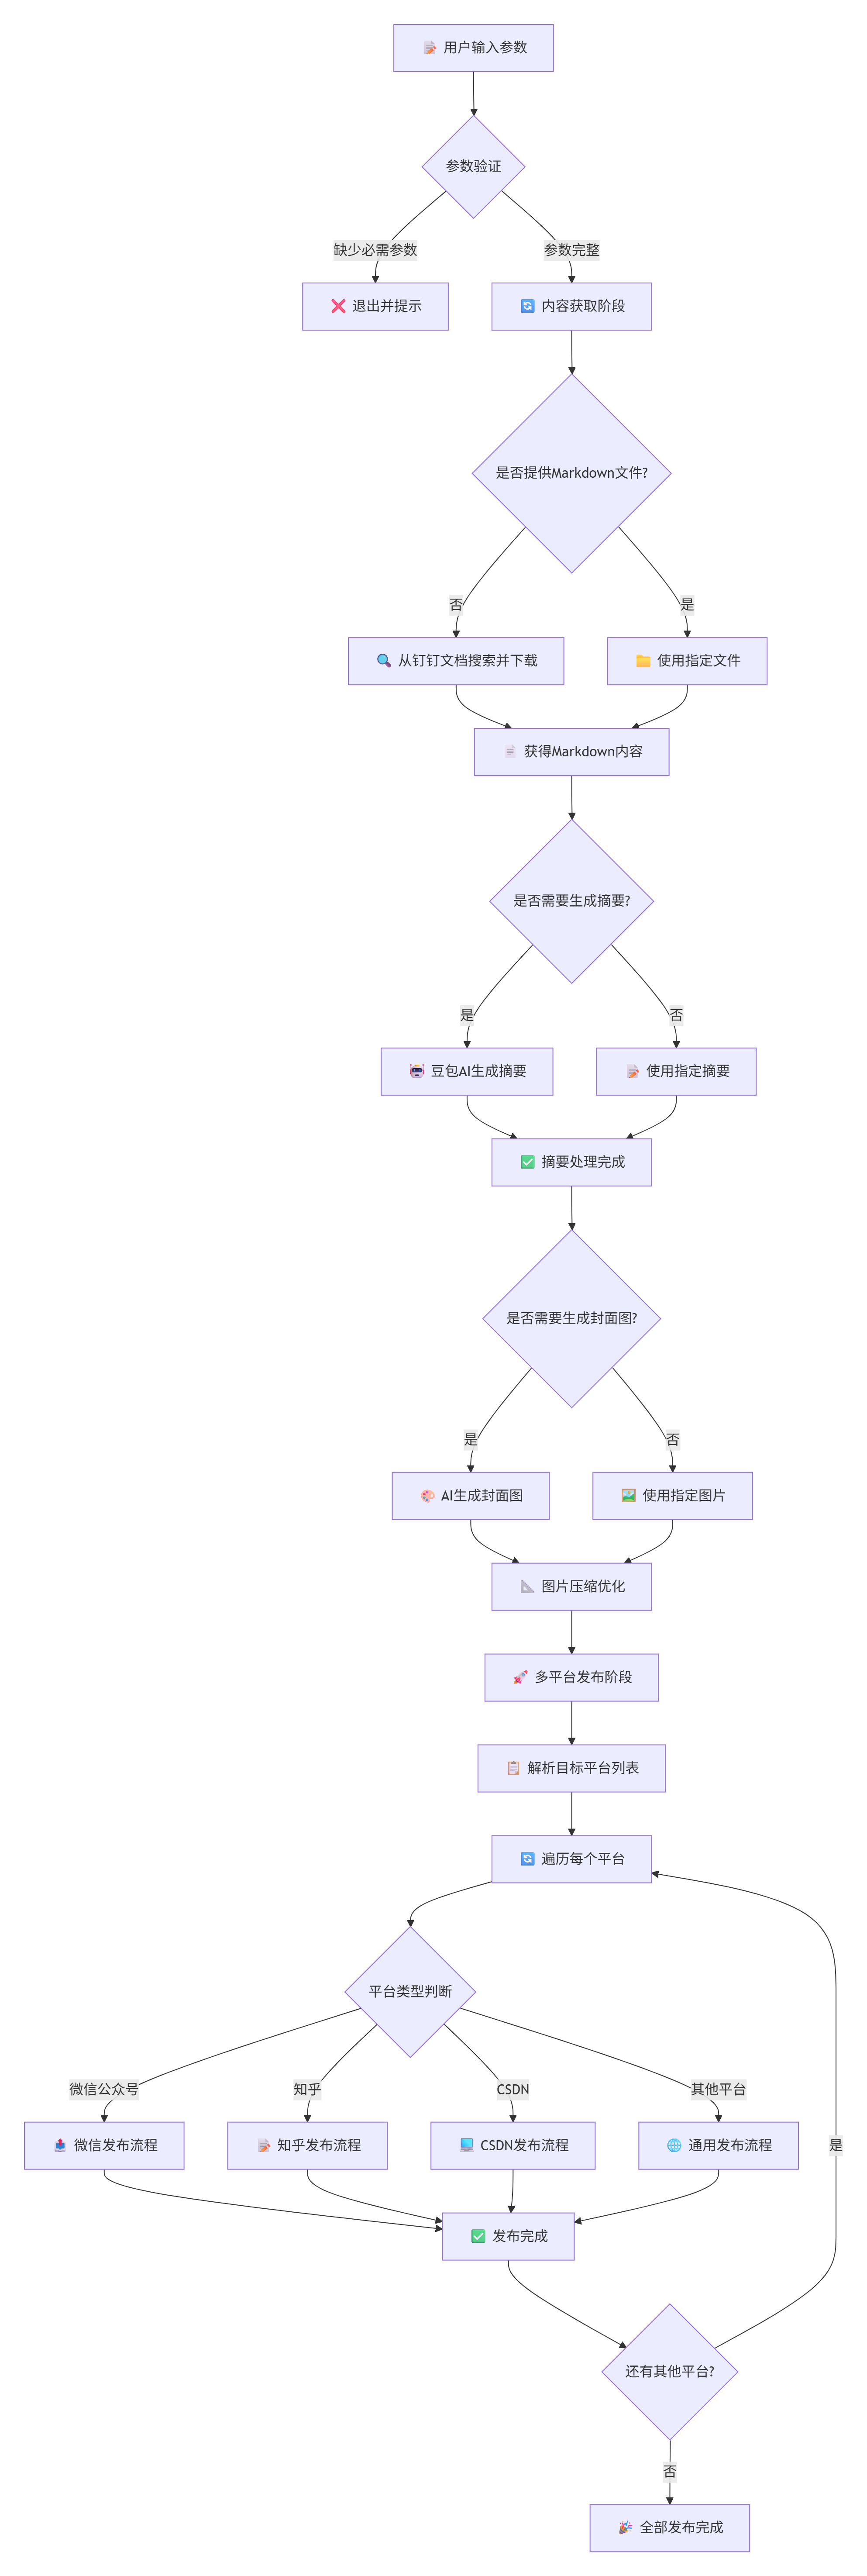 📝 用户输入参数
参数验证
缺少必需参数
参数完整
❌ 退出并提示
🔄 内容获取阶段
是否提供Markdown文件?
否
是
🔍 从钉钉文档搜索并下载
📁 使用指定文件
📄 获得Markdown内容
是否需要生成摘要?
是
否
🤖 豆包AI生成摘要
📝 使用指定摘要
✅ 摘要处理完成
是否需要生成封面图?
是
否
🎨 AI生成封面图
🖼️ 使用指定图片
📐 图片压缩优化
🚀 多平台发布阶段
📋 解析目标平台列表
🔄 遍历每个平台
平台类型判断
微信公众号
知乎
CSDN
其他平台
📤 微信发布流程
📝 知乎发布流程
💻 CSDN发布流程
🌐 通用发布流程
是
✅ 发布完成
还有其他平台?
否
🎉 全部发布完成